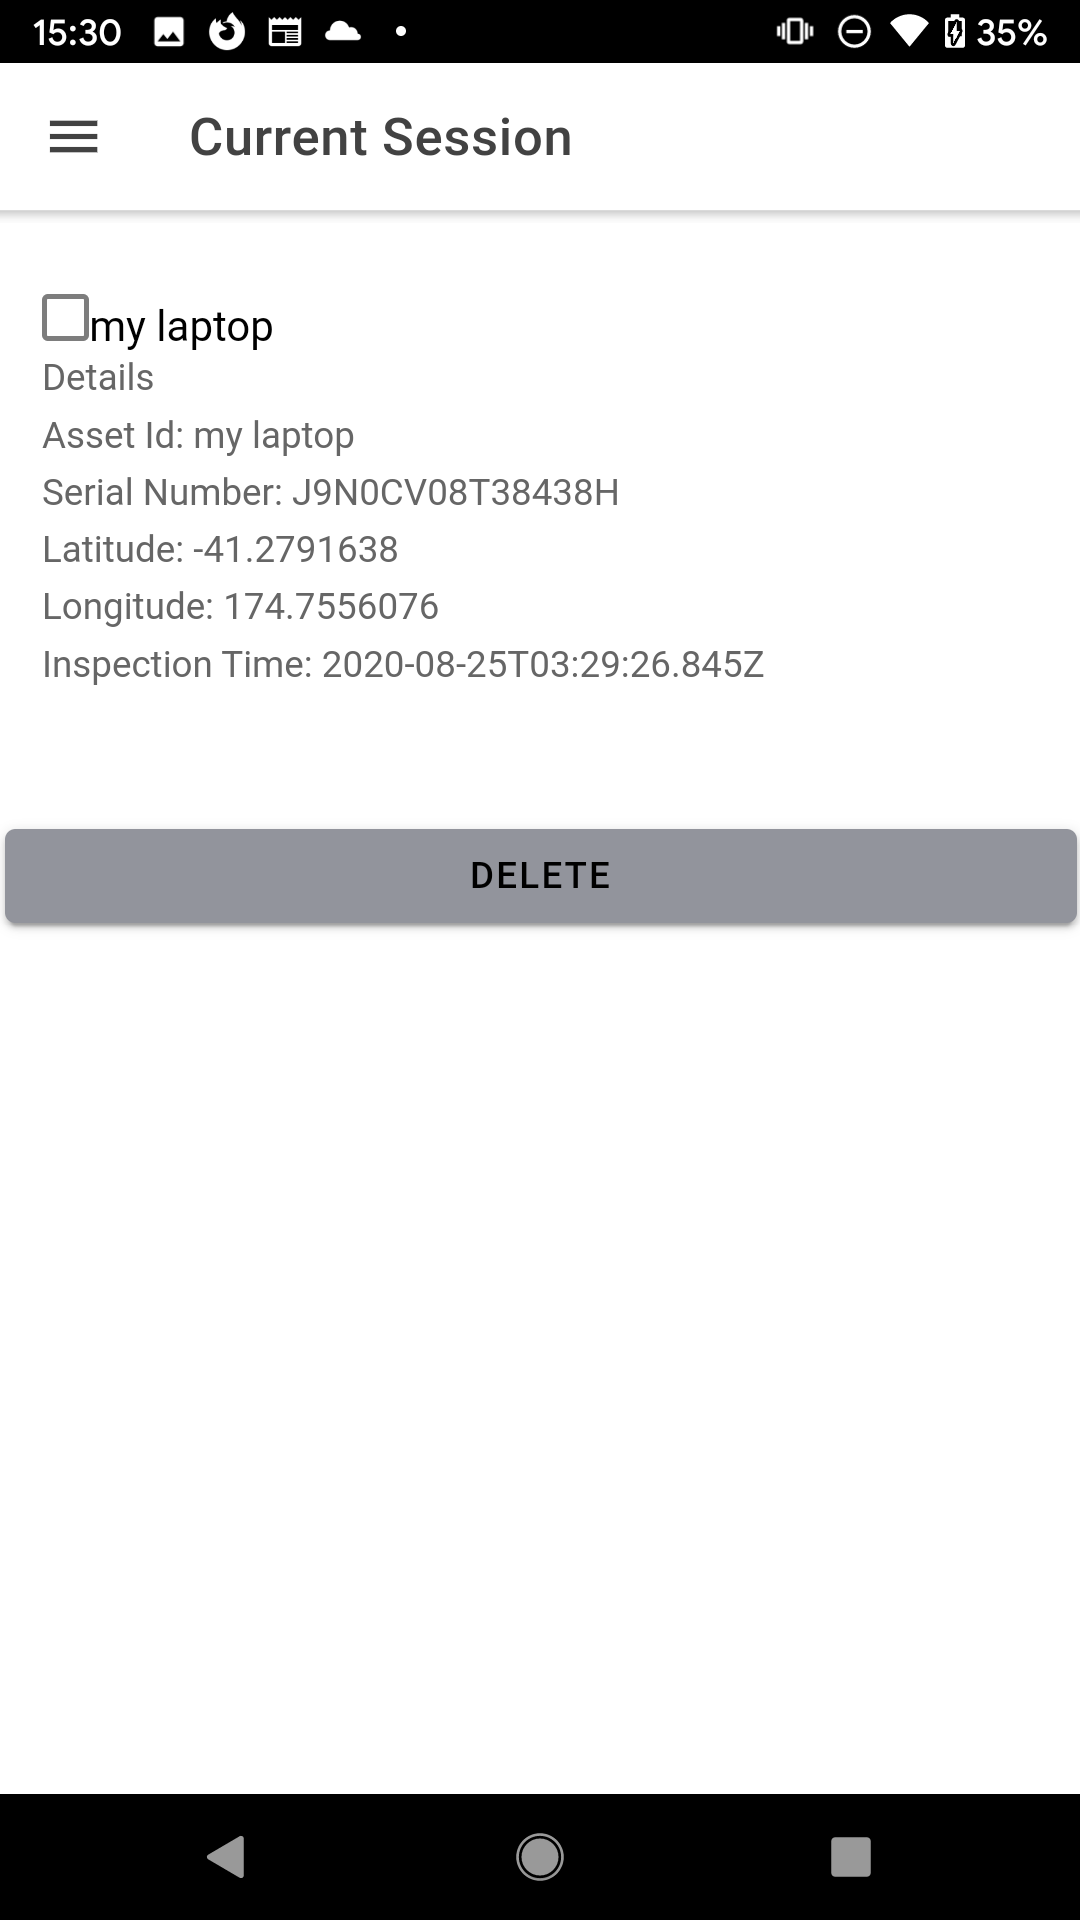 15:30 35%
Current Session
my laptop
Details
Asset Id: my laptop
Serial Number: J9N0CV08T38438H
Latitude: -41.2791638
Longitude: 174.7556076
Inspection Time: 2020-08-25T03:29:26.845Z
DELETE